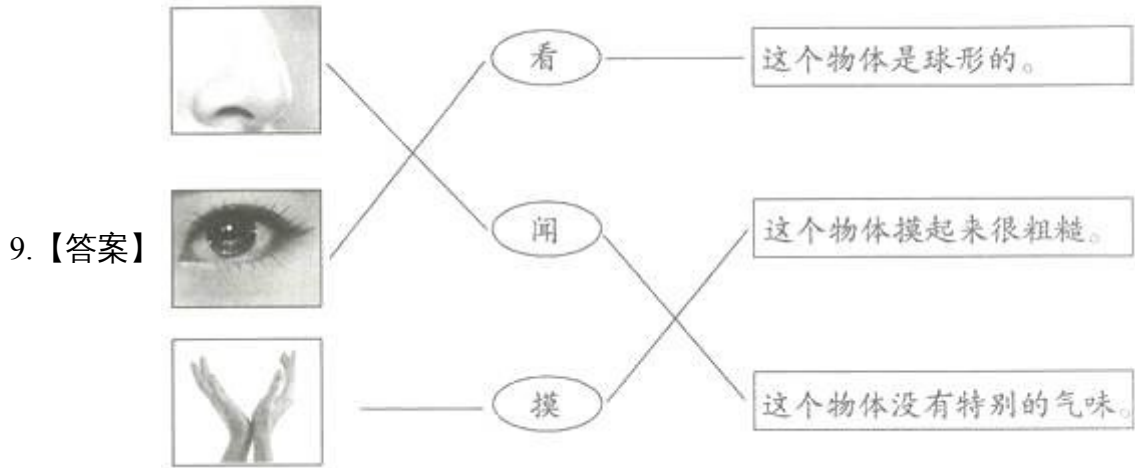 看
这个物体是球形的。
9.【答案】
闻
这个物体摸起来很粗糙。
摸
这个物体没有特别的气味。